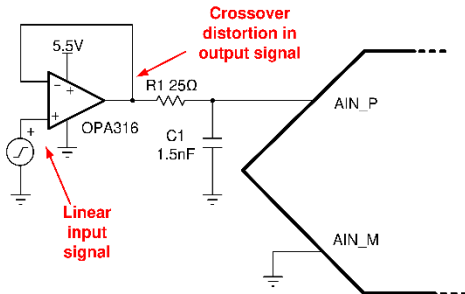 Crossover
distortion in
output signal
5.5V
R1 25Ω
−
+
+
+
OPA316
C1
1.5nF
AIN_P
Linear
input
signal
AIN_M